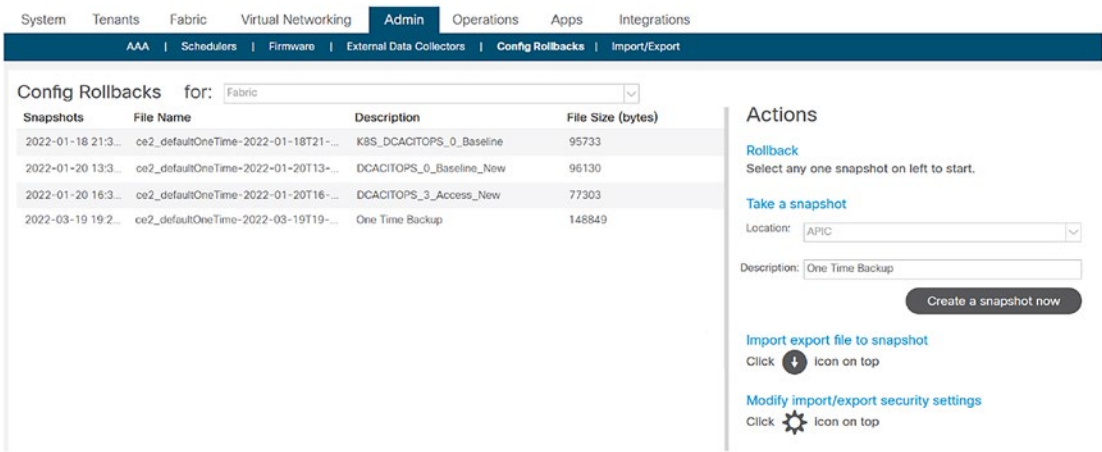 System Tenants Fabric Virtual Networking Admin Operations Apps Integrations
AAA | Schedulers | Firmware | External Data Collectors | Config Rollbacks | Import/Export
Config Rollbacks for: Fabric
Snapshots File Name Description File Size (bytes)
2022-01-18 21:3... ce2_defaultOneTime-2022-01-18T21-... K8S_DCACITOPS_0_Baseline 95733
2022-01-20 13:3... ce2_defaultOneTime-2022-01-20T13-... DCACITOPS_0_Baseline_New 96130
2022-01-20 16:3... ce2_defaultOneTime-2022-01-20T16-... DCACITOPS_3_Access_New 77303
2022-03-19 19:2... ce2_defaultOneTime-2022-03-19T19-... One Time Backup 148849
Actions
Rollback
Select any one snapshot on left to start.
Take a snapshot
Location: APIC
Description: One Time Backup
Create a snapshot now
Import export file to snapshot
Click icon on top
Modify import/export security settings
Click icon on top